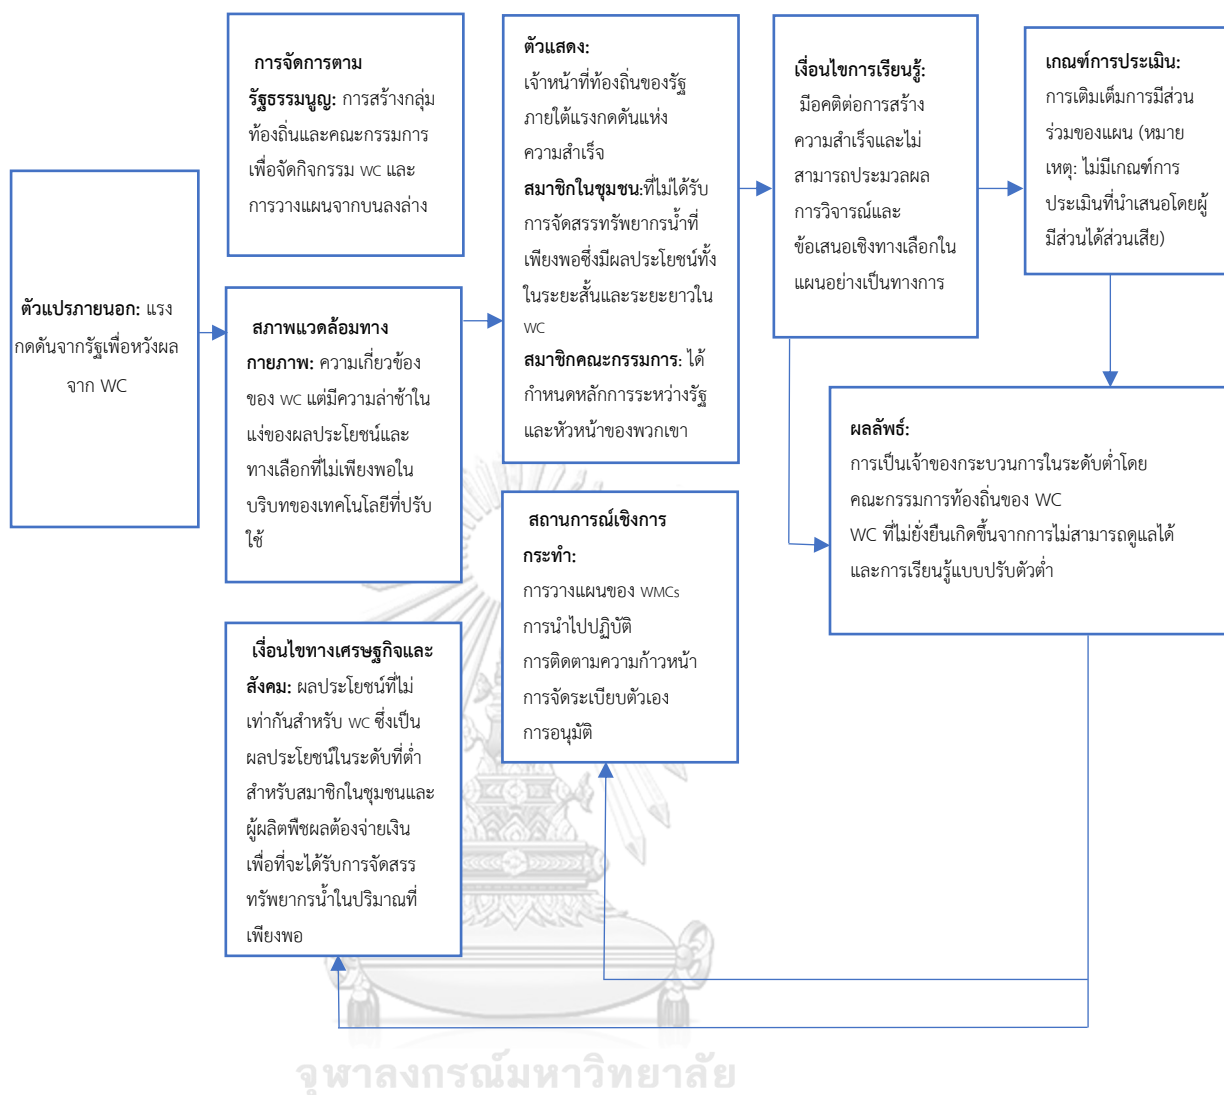 ตัวแปรภายนอก: แรง
กดดันจากรัฐเพื่อหวังผล
จาก WC
การจัดการตาม
รัฐธรรมนูญ: การสร้างกลุ่ม
ท้องถิ่นและคณะกรรมการ
เพื่อจัดกิจกรรม WC และ
การวางแผนจากบนลงล่าง
สภาพแวดล้อมทาง
กายภาพ: ความเกี่ยวข้อง
ของ WC แต่มีความล่าช้าใน
แง่ของผลประโยชน์และ
ทางเลือกที่ไม่เพียงพอใน
บริบทของเทคโนโลยีที่ปรับ
ใช้
เงื่อนไขทางเศรษฐกิจและ
สังคม: ผลประโยชน์ที่ไม่
เท่ากันสำหรับ WC ซึ่งเป็น
ผลประโยชน์ในระดับที่ต่ำ
สำหรับสมาชิกในชุมชนและ
ผู้ผลิตพืชผลต้องจ่ายเงิน
เพื่อที่จะได้รับการจัดสรร
ทรัพยากรน้ำในปริมาณที่
เพียงพอ
ตัวแสดง:
เจ้าหน้าที่ท้องถิ่นของรัฐ
ภายใต้แรงกดดันแห่ง
ความสำเร็จ
สมาชิกในชุมชน:ที่ไม่ได้รับ
การจัดสรรทรัพยากรน้ำที่
เพียงพอซึ่งมีผลประโยชน์ทั้ง
ในระยะสั้นและระยะยาวใน
WC
สมาชิกคณะกรรมการ: ได้
กำหนดหลักการระหว่างรัฐ
และหัวหน้าของพวกเขา
สถานการณ์เชิงการ
กระทำ:
การวางแผนของ WMCs
การนำไปปฏิบัติ
การติดตามความก้าวหน้า
การจัดระเบียบตัวเอง
การอนุมัติ
เงื่อนไขการเรียนรู้:
มีอคติต่อการสร้าง
ความสำเร็จและไม่
สามารถประมวลผล
การวิจารณ์และ
ข้อเสนอเชิงทางเลือกใน
แผนอย่างเป็นทางการ
เกณฑ์การประเมิน:
การเติมเต็มการมีส่วน
ร่วมของแผน (หมาย
เหตุ: ไม่มีเกณฑ์การ
ประเมินที่นำเสนอโดยผู้
มีส่วนได้ส่วนเสีย)
ผลลัพธ์:
การเป็นเจ้าของกระบวนการในระดับต่ำโดย
คณะกรรมการท้องถิ่นของ WC
WC ที่ไม่ยั่งยืนเกิดขึ้นจากการไม่สามารถดูแลได้
และการเรียนรู้แบบปรับตัวต่ำ
จุฬาลงกรณ์มหาวิทยาลัย